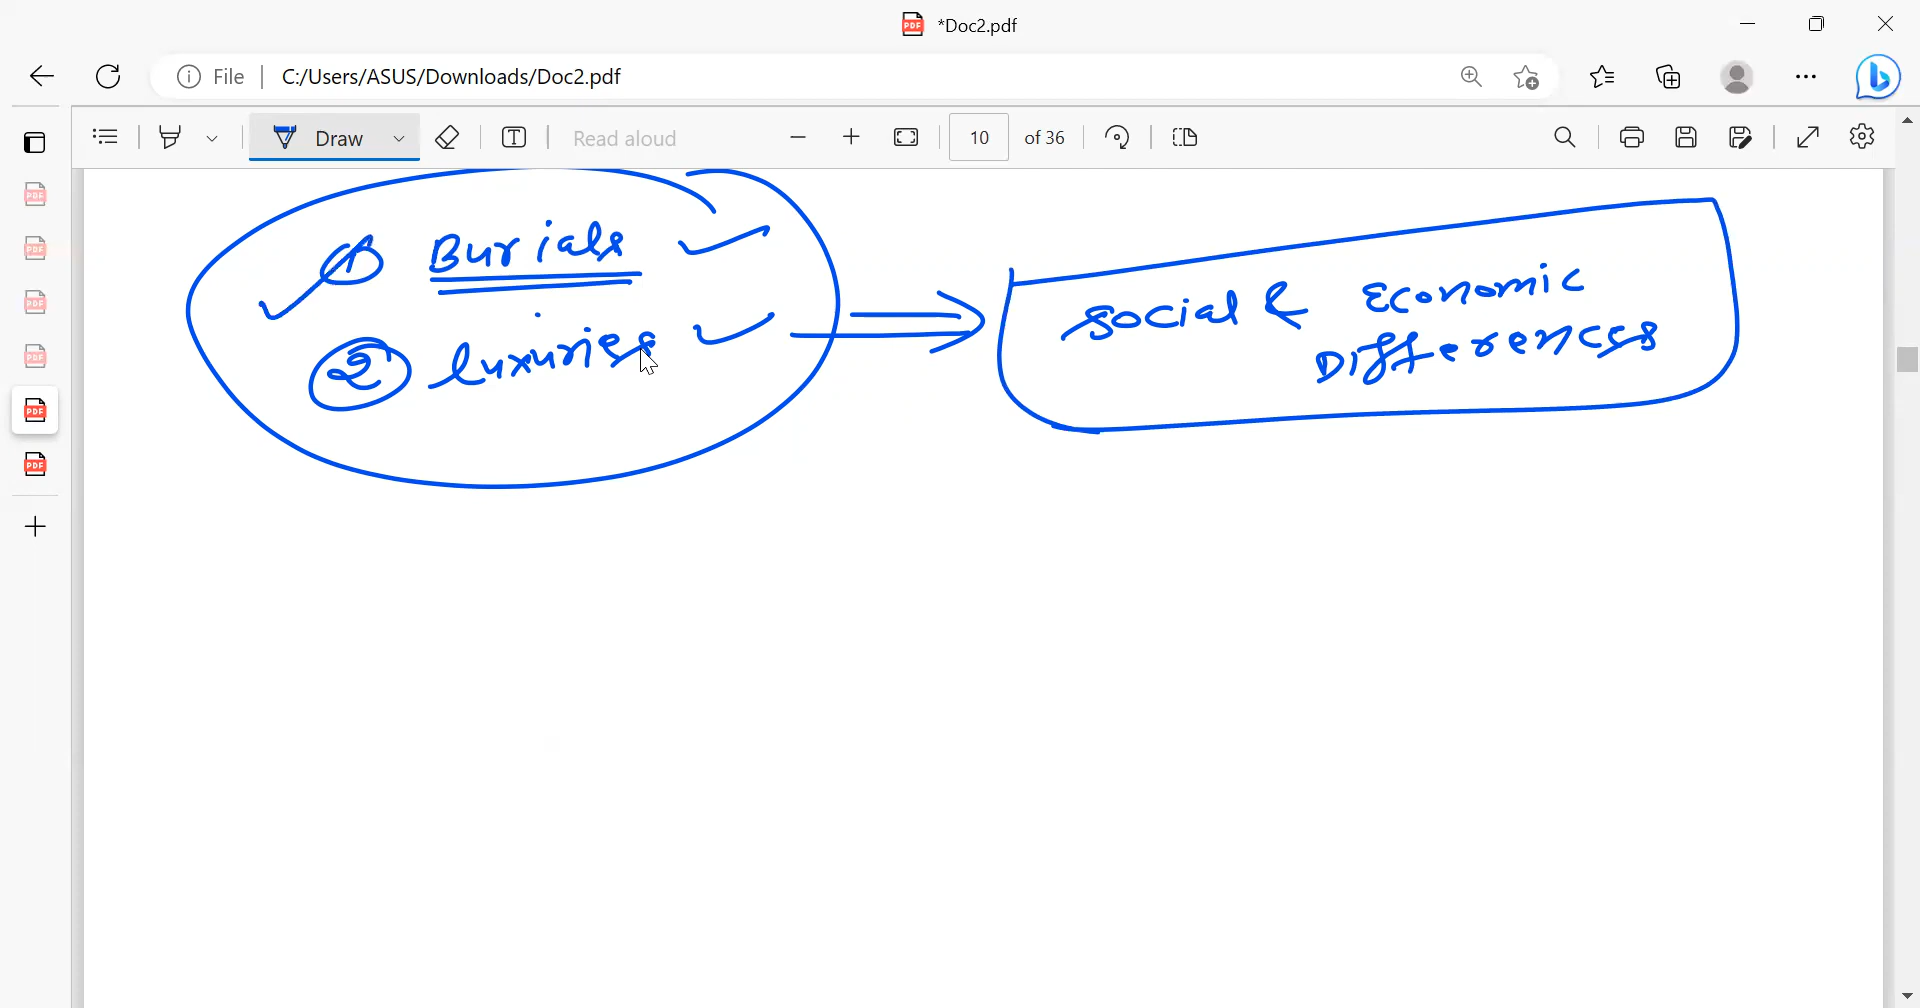 *Doc2.pdf
File | C:/Users/ASUS/Downloads/Doc2.pdf
Draw Read aloud 10 of 36
① Burials
② luxuries
social & Economic
Differences